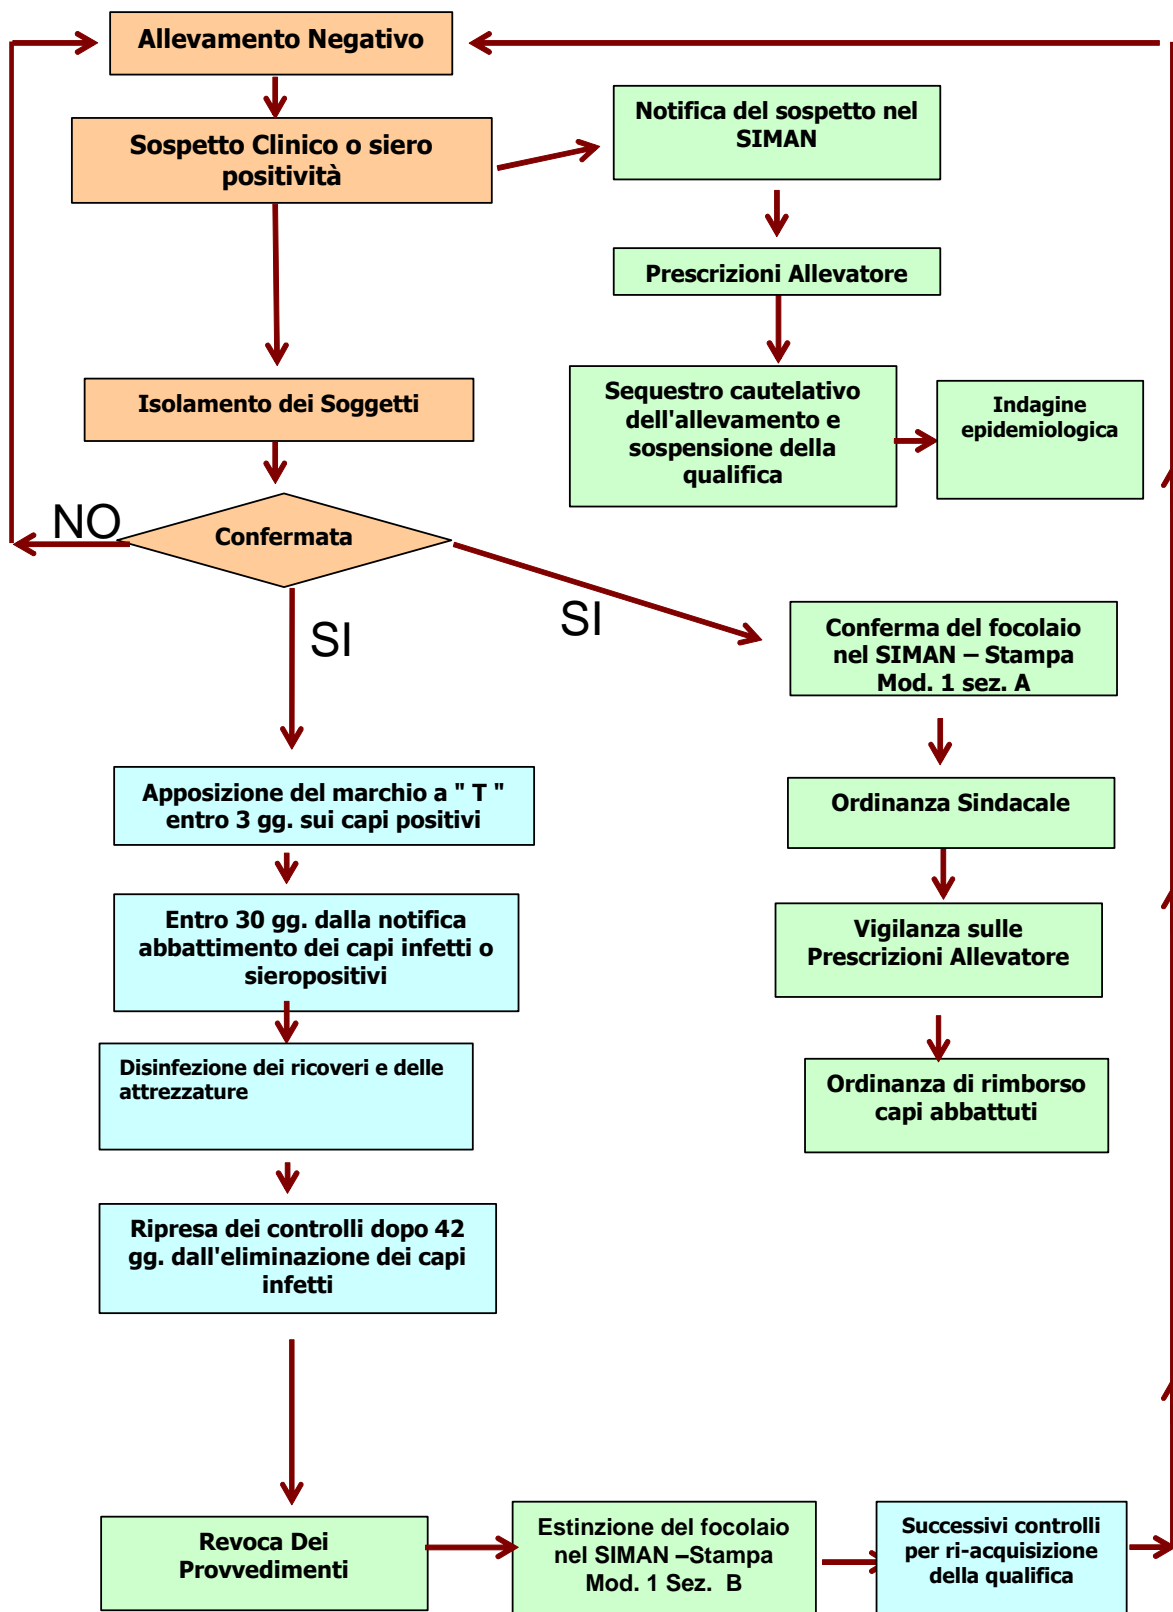 Allevamento Negativo
Sospetto Clinico o siero
positività
Notifica del sospetto nel
SIMAN
Prescrizioni Allevatore
Isolamento dei Soggetti
Sequestro cautelativo
dell'allevamento e
sospensione della
qualifica
Indagine
epidemiologica
NO
Confermata
SI
SI
Conferma del focolaio
nel SIMAN – Stampa
Mod. 1 sez. A
Apposizione del marchio a " T "
entro 3 gg. sui capi positivi
Ordinanza Sindacale
Entro 30 gg. dalla notifica
abbattimento dei capi infetti o
sieropositivi
Vigilanza sulle
Prescrizioni Allevatore
Disinfezione dei ricoveri e delle
attrezzature
Ordinanza di rimborso
capi abbattuti
Ripresa dei controlli dopo 42
gg. dall'eliminazione dei capi
infetti
Revoca Dei
Provvedimenti
Estinzione del focolaio
nel SIMAN –Stampa
Mod. 1 Sez. B
Successivi controlli
per ri-acquisizione
della qualifica